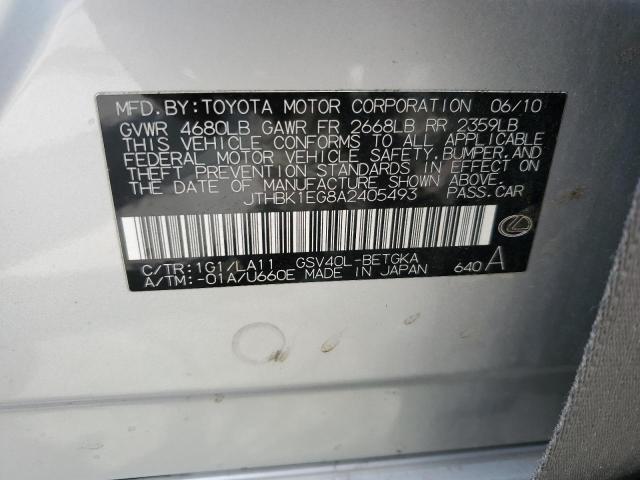 MFD. BY: TOYOTA MOTOR CORPORATION 06/10
GVWR 4680LB GAWR FR 2668LB RR 2359LB
THIS VEHICLE CONFORMS TO ALL APPLICABLE
FEDERAL MOTOR VEHICLE SAFETY, BUMPER, AND
THEFT PREVENTION STANDARDS IN EFFECT
ON THE DATE OF MANUFACTURE SHOWN ABOVE.
JTHBK1EG8A2405493 PASS. CAR
C/TR: 1G1/LA11 GSV40L-BETGKA
A/TM: -01A/U660E MADE IN JAPAN 640 A